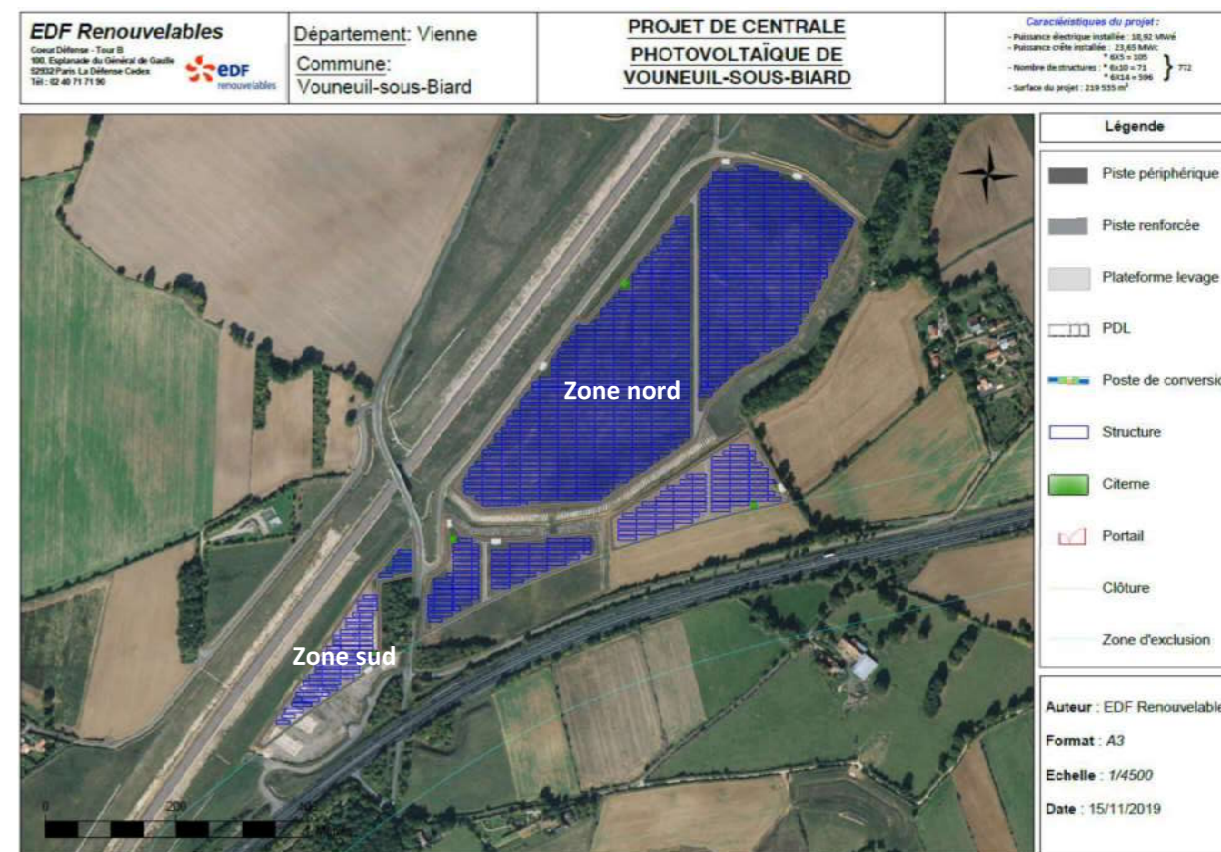 EDF Renouvelables
Coeur Défense - Tour B
100, Esplanade du Général de Gaulle
92932 Paris La Défense Cedex
Tél : 02 40 71 71 96
EDF
renouvelables
Département: Vienne
Commune:
Vouneuil-sous-Biard
PROJET DE CENTRALE
PHOTOVOLTAÏQUE DE
VOUNEUIL-SOUS-BIARD
Caractéristiques du projet :
- Puissance électrique installée : 18,92 MWé
- Puissance crête installée : 23,65 MWc
* 6X5 = 105
- Nombre de structures : * 6x10 = 71 } 772
* 6X14 = 596
- Surface du projet : 219 535 m²
Légende
Piste périphérique
Piste renforcée
Plateforme levage
PDL
Poste de conversio
Structure
Citerne
Portail
Clôture
Zone d'exclusion
Zone nord
Zone sud
0 200
Auteur : EDF Renouvelable
Format : A3
Echelle : 1/4500
Date : 15/11/2019